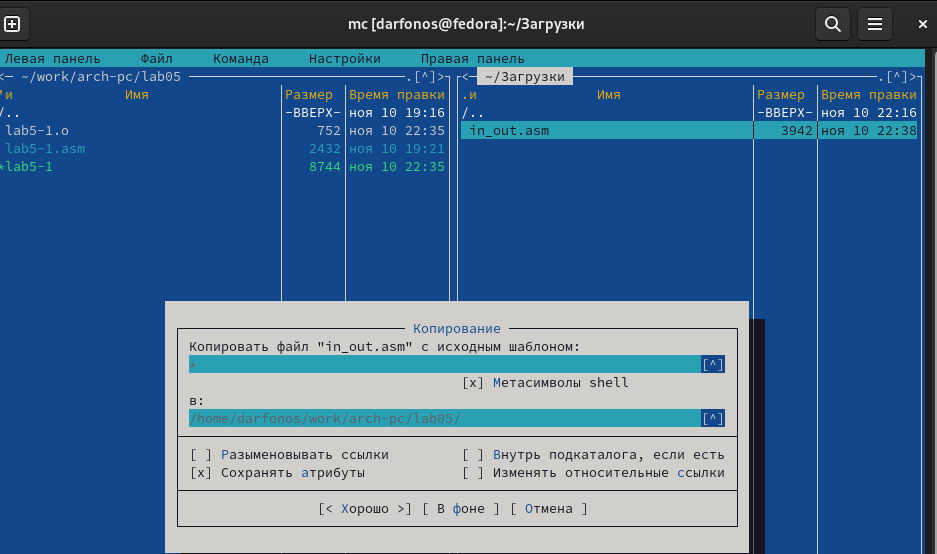 mc [darfonos@fedora]:~/Загрузки
Левая панель Файл Команда Настройки Правая панель
<─ ~/work/arch-pc/lab05 .[^]> <─ ~/Загрузки .[^]>
'и Имя Размер Время правки .и Имя Размер Время правки
/.. -ВВЕРХ- ноя 10 19:16 /.. -ВВЕРХ- ноя 10 22:16
lab5-1.o 752 ноя 10 22:35 in_out.asm 3942 ноя 10 22:38
lab5-1.asm 2432 ноя 10 19:21
*lab5-1 8744 ноя 10 22:35
Копирование
Копировать файл "in_out.asm" с исходным шаблоном:
* [^]
[x] Метасимволы shell
в:
/home/darfonos/work/arch-pc/lab05/ [^]
[ ] Разыменовывать ссылки [ ] Внутрь подкаталога, если есть
[x] Сохранять атрибуты [ ] Изменять относительные ссылки
[< Хорошо >] [ В фоне ] [ Отмена ]